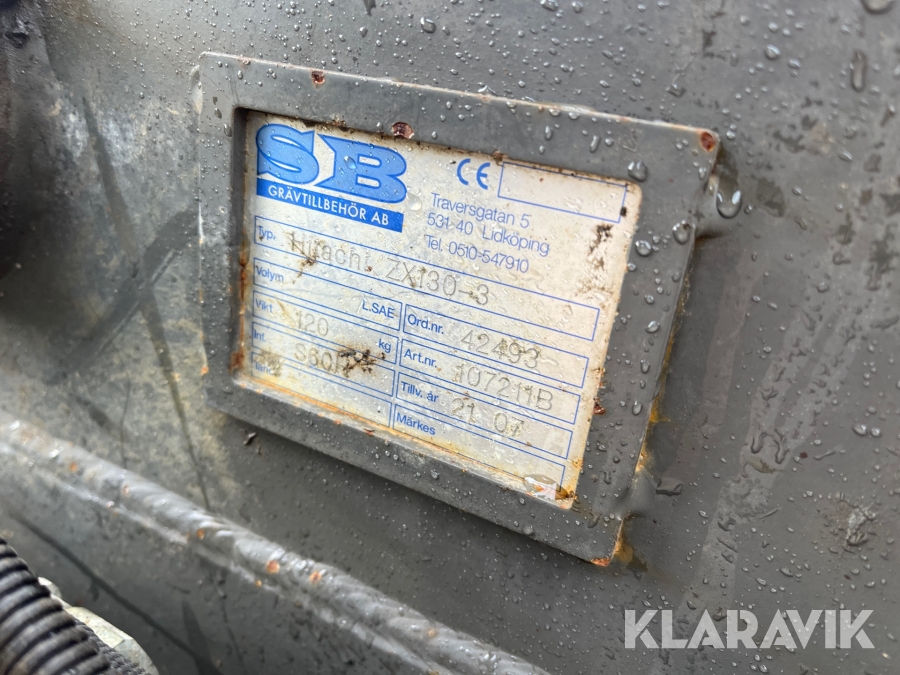 SB
GRÄVTILLBEHÖR AB
CE
Traversgatan 5
531 40 Lidköping
Tel. 0510-547910
Typ. Hitachi ZX130-3
Volym L.SAE Ord.nr. 42493
Vikt 120 kg Art.nr. 107211B
Int. S60 Tillv. år 21 07
Märkes
KLARAVIK